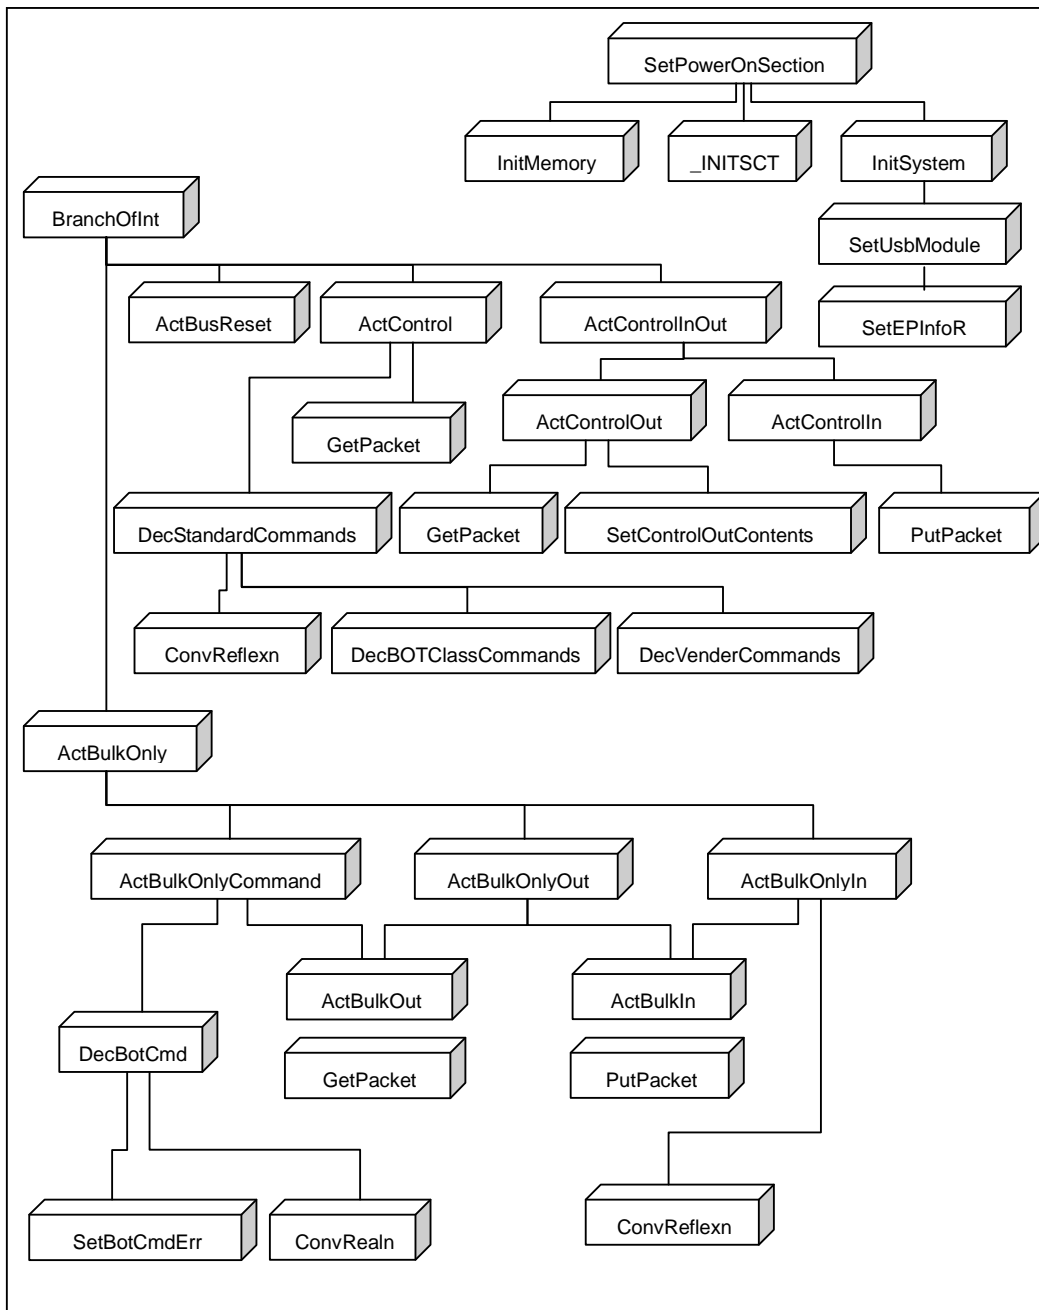 SetPowerOnSection
InitMemory
_INITSCT
InitSystem
BranchOfInt
SetUsbModule
ActBusReset
ActControl
ActControlInOut
SetEPInfoR
GetPacket
ActControlOut
ActControlIn
DecStandardCommands
GetPacket
SetControlOutContents
PutPacket
ConvReflexn
DecBOTClassCommands
DecVenderCommands
ActBulkOnly
ActBulkOnlyCommand
ActBulkOnlyOut
ActBulkOnlyIn
ActBulkOut
ActBulkIn
DecBotCmd
GetPacket
PutPacket
SetBotCmdErr
ConvRealn
ConvReflexn